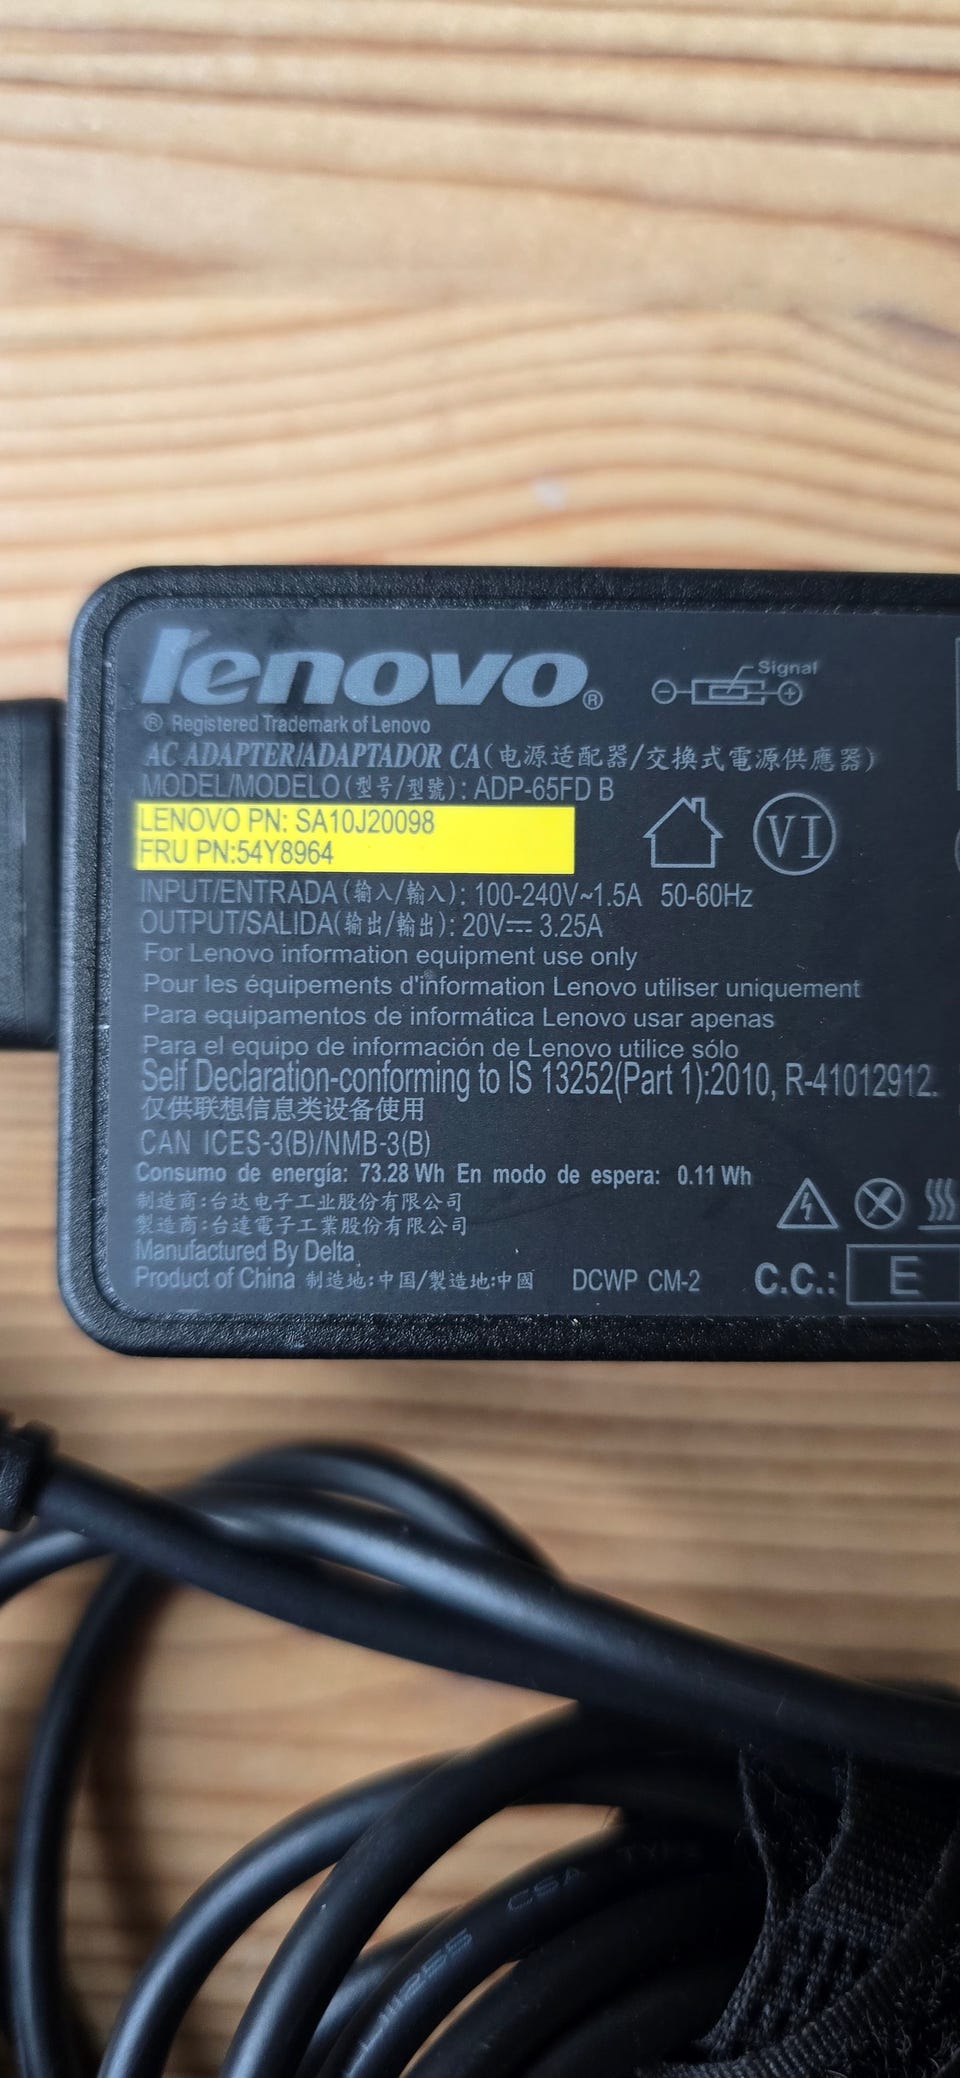 lenovo®
Signal
® Registered Trademark of Lenovo
AC ADAPTER/ADAPTADOR CA(电源适配器/交換式電源供應器)
MODEL/MODELO(型号/型號): ADP-65FD B
LENOVO PN: SA10J20098
FRU PN:54Y8964
VI
INPUT/ENTRADA(输入/輸入): 100-240V~1.5A 50-60Hz
OUTPUT/SALIDA(输出/輸出): 20V⎓ 3.25A
For Lenovo information equipment use only
Pour les équipements d'information Lenovo utiliser uniquement
Para equipamentos de informática Lenovo usar apenas
Para el equipo de información de Lenovo utilice sólo
Self Declaration-conforming to IS 13252(Part 1):2010, R-41012912.
仅供联想信息类设备使用
CAN ICES-3(B)/NMB-3(B)
Consumo de energía: 73.28 Wh En modo de espera: 0.11 Wh
制造商:台达电子工业股份有限公司
製造商:台達電子工業股份有限公司
Manufactured By Delta
Product of China 制造地:中国/製造地:中國 DCWP CM-2 C.C.: E
CSA TYPE